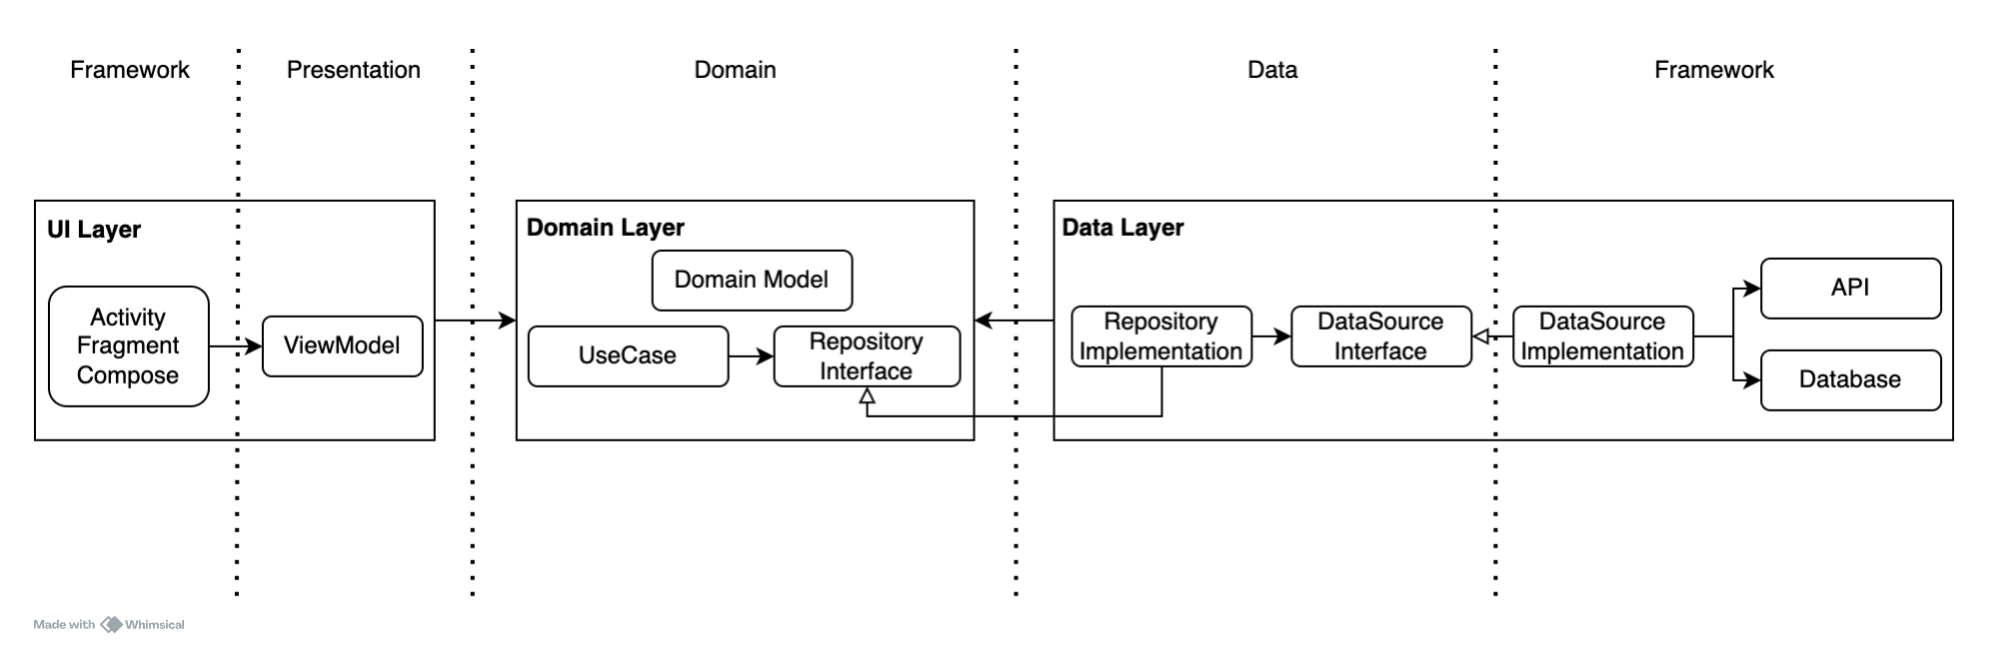 Framework
Presentation
Domain
Data
Framework
UI Layer
Activity
Fragment
Compose
ViewModel
Domain Layer
Domain Model
UseCase
Repository
Interface
Data Layer
Repository
Implementation
DataSource
Interface
DataSource
Implementation
API
Database
Made with Whimsical